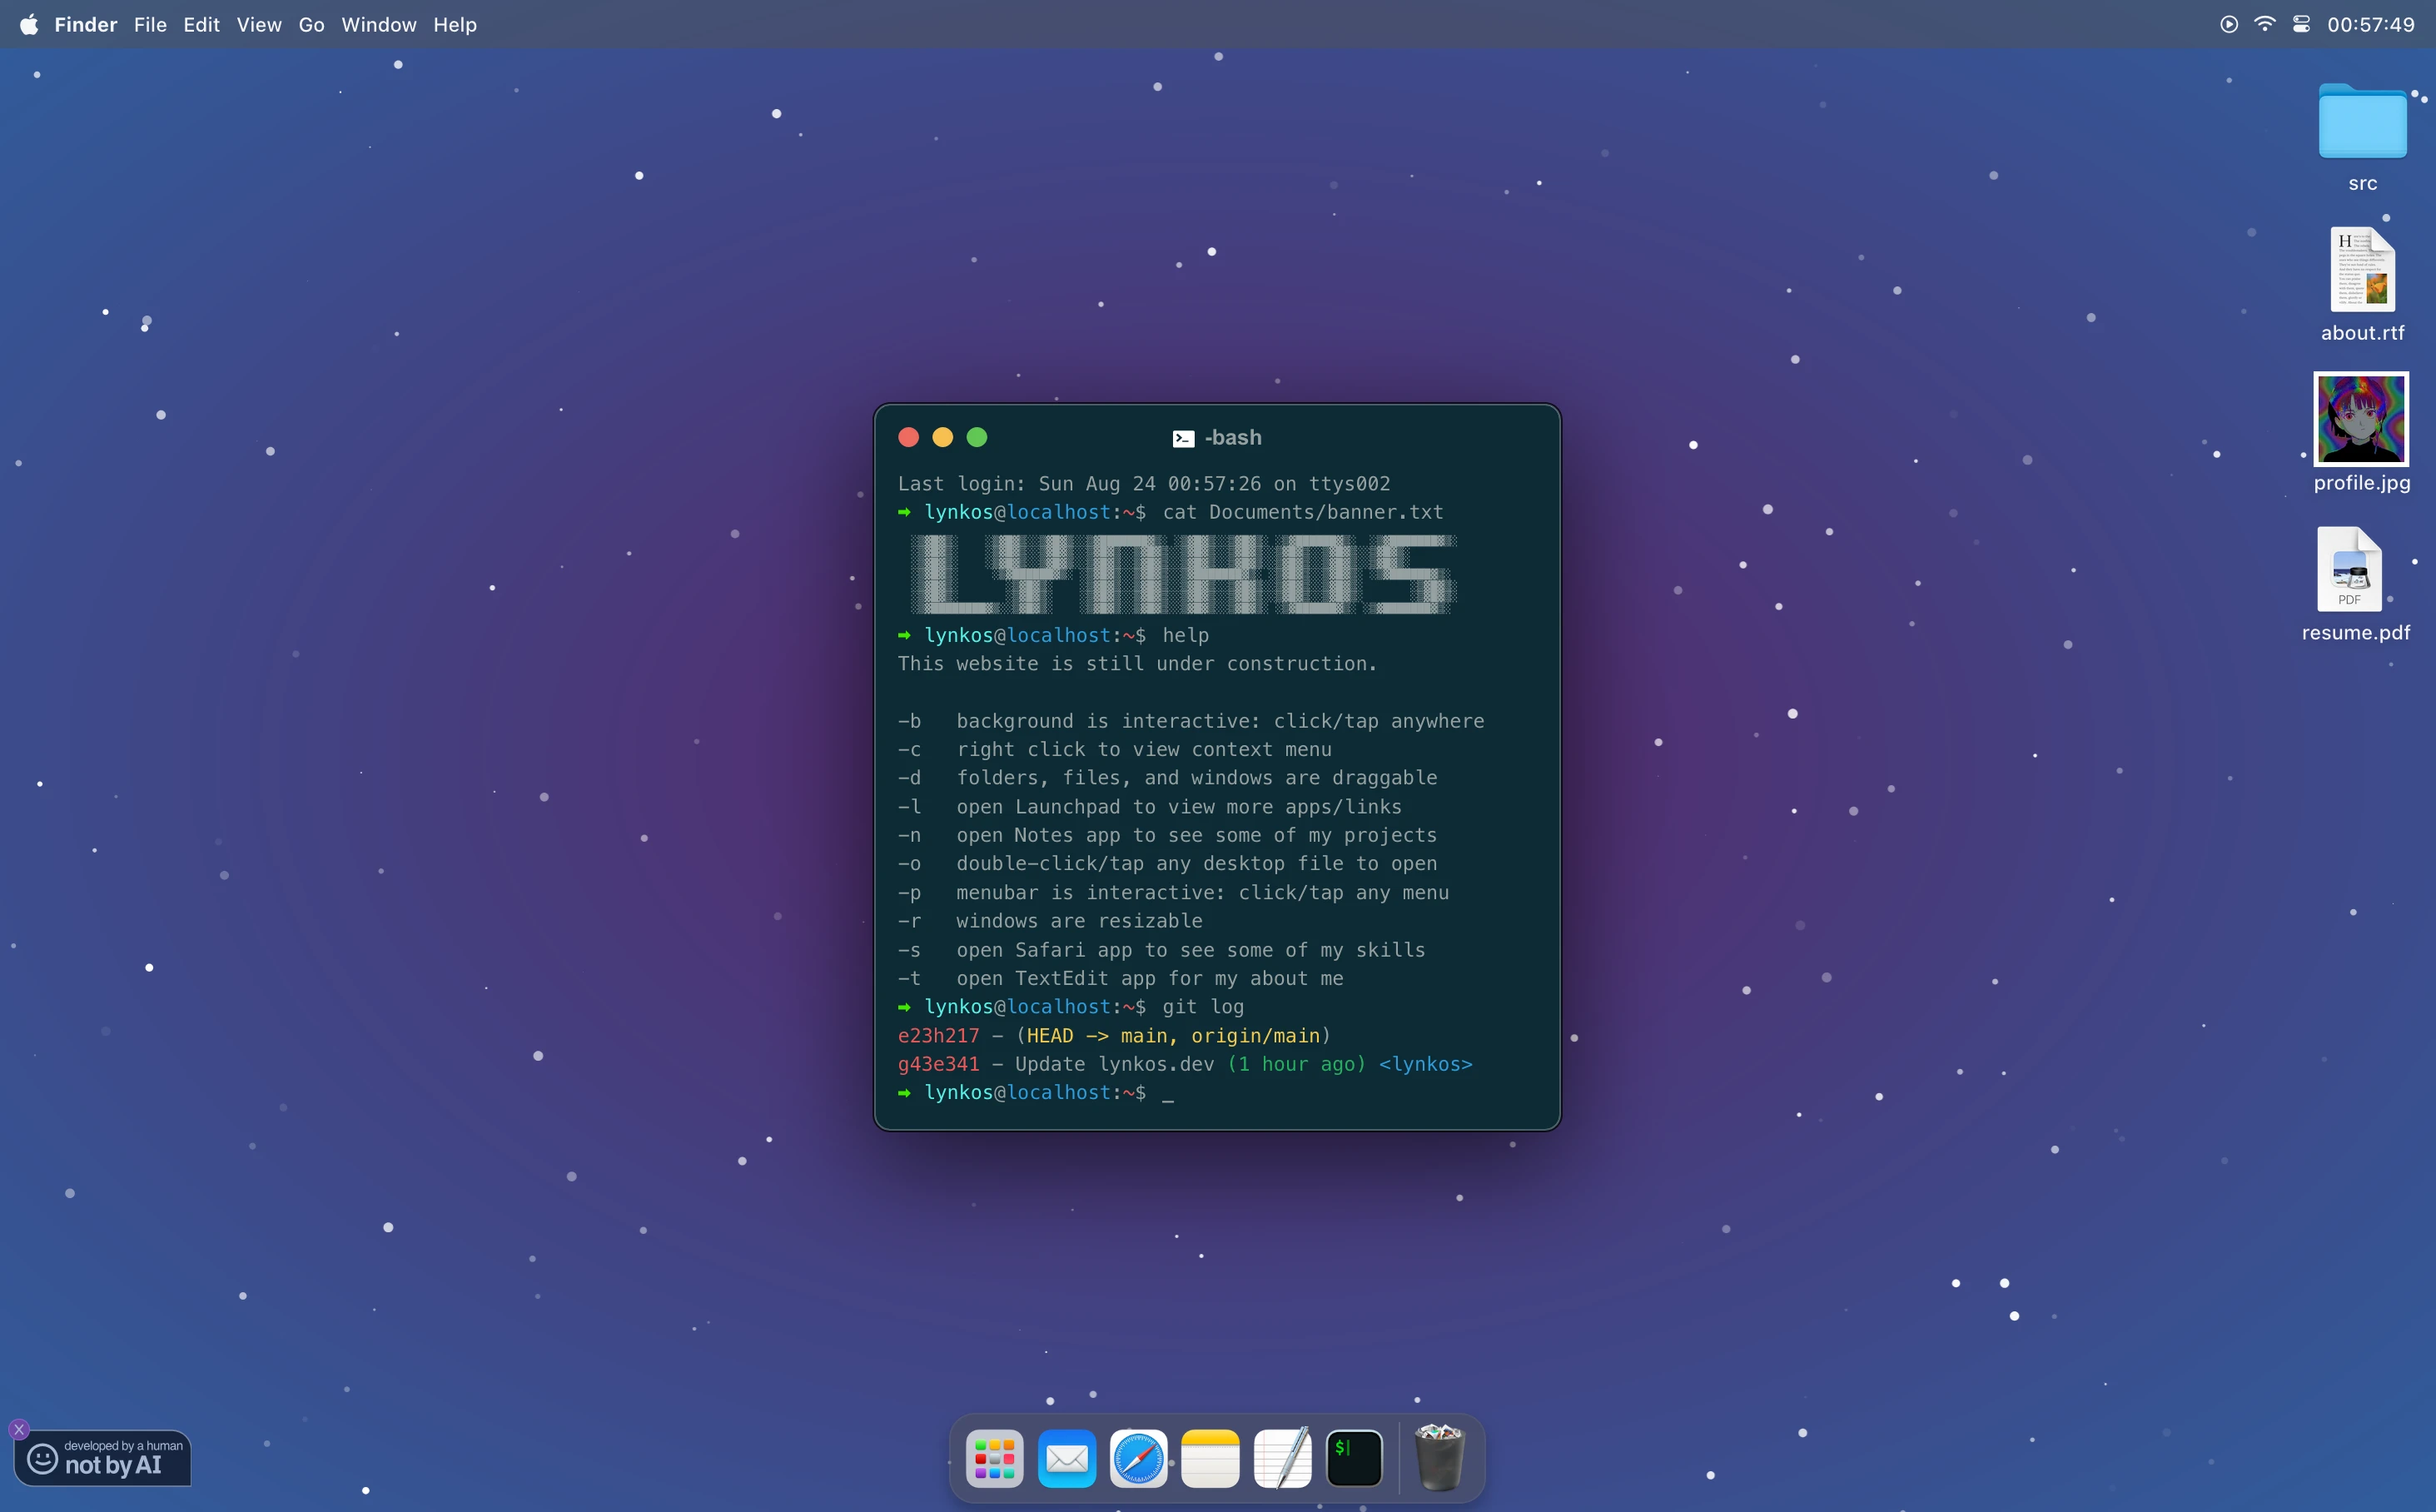 Finder File Edit View Go Window Help
00:57:49
src
about.rtf
profile.jpg
PDF
resume.pdf
-bash
Last login: Sun Aug 24 00:57:26 on ttys002
➡ lynkos@localhost:~$ cat Documents/banner.txt
LYNKOS
➡ lynkos@localhost:~$ help
This website is still under construction.
-b background is interactive: click/tap anywhere
-c right click to view context menu
-d folders, files, and windows are draggable
-l open Launchpad to view more apps/links
-n open Notes app to see some of my projects
-o double-click/tap any desktop file to open
-p menubar is interactive: click/tap any menu
-r windows are resizable
-s open Safari app to see some of my skills
-t open TextEdit app for my about me
➡ lynkos@localhost:~$ git log
e23h217 – (HEAD –> main, origin/main)
g43e341 – Update lynkos.dev (1 hour ago) <lynkos>
➡ lynkos@localhost:~$ _
X
developed by a human
not by AI
$|